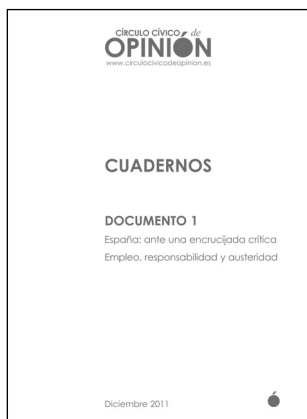 CÍRCULO CÍVICO de
OPINIÓN
www.circulocivicodeopinion.es
CUADERNOS
DOCUMENTO 1
España: ante una encrucijada crítica
Empleo, responsabilidad y austeridad
Diciembre 2011